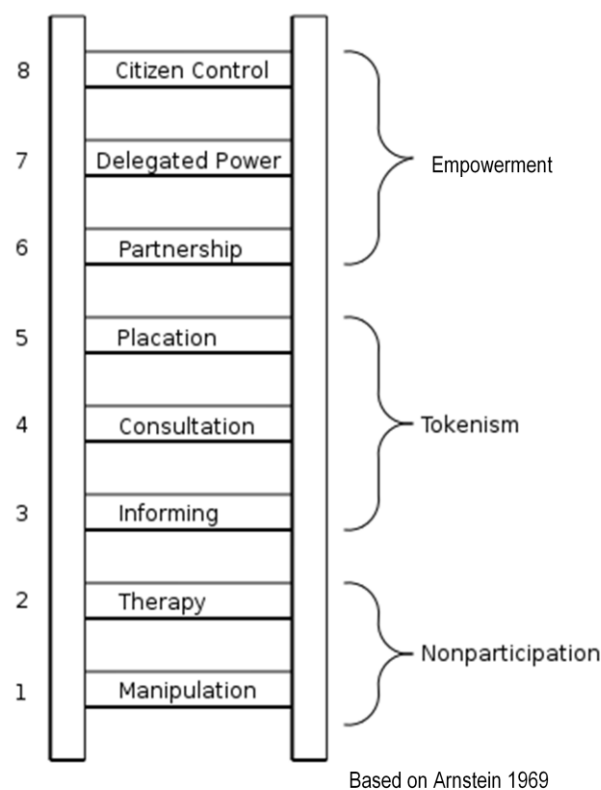 8 Citizen Control
7 Delegated Power
Empowerment
6 Partnership
5 Placation
4 Consultation
Tokenism
3 Informing
2 Therapy
Nonparticipation
1 Manipulation
Based on Arnstein 1969